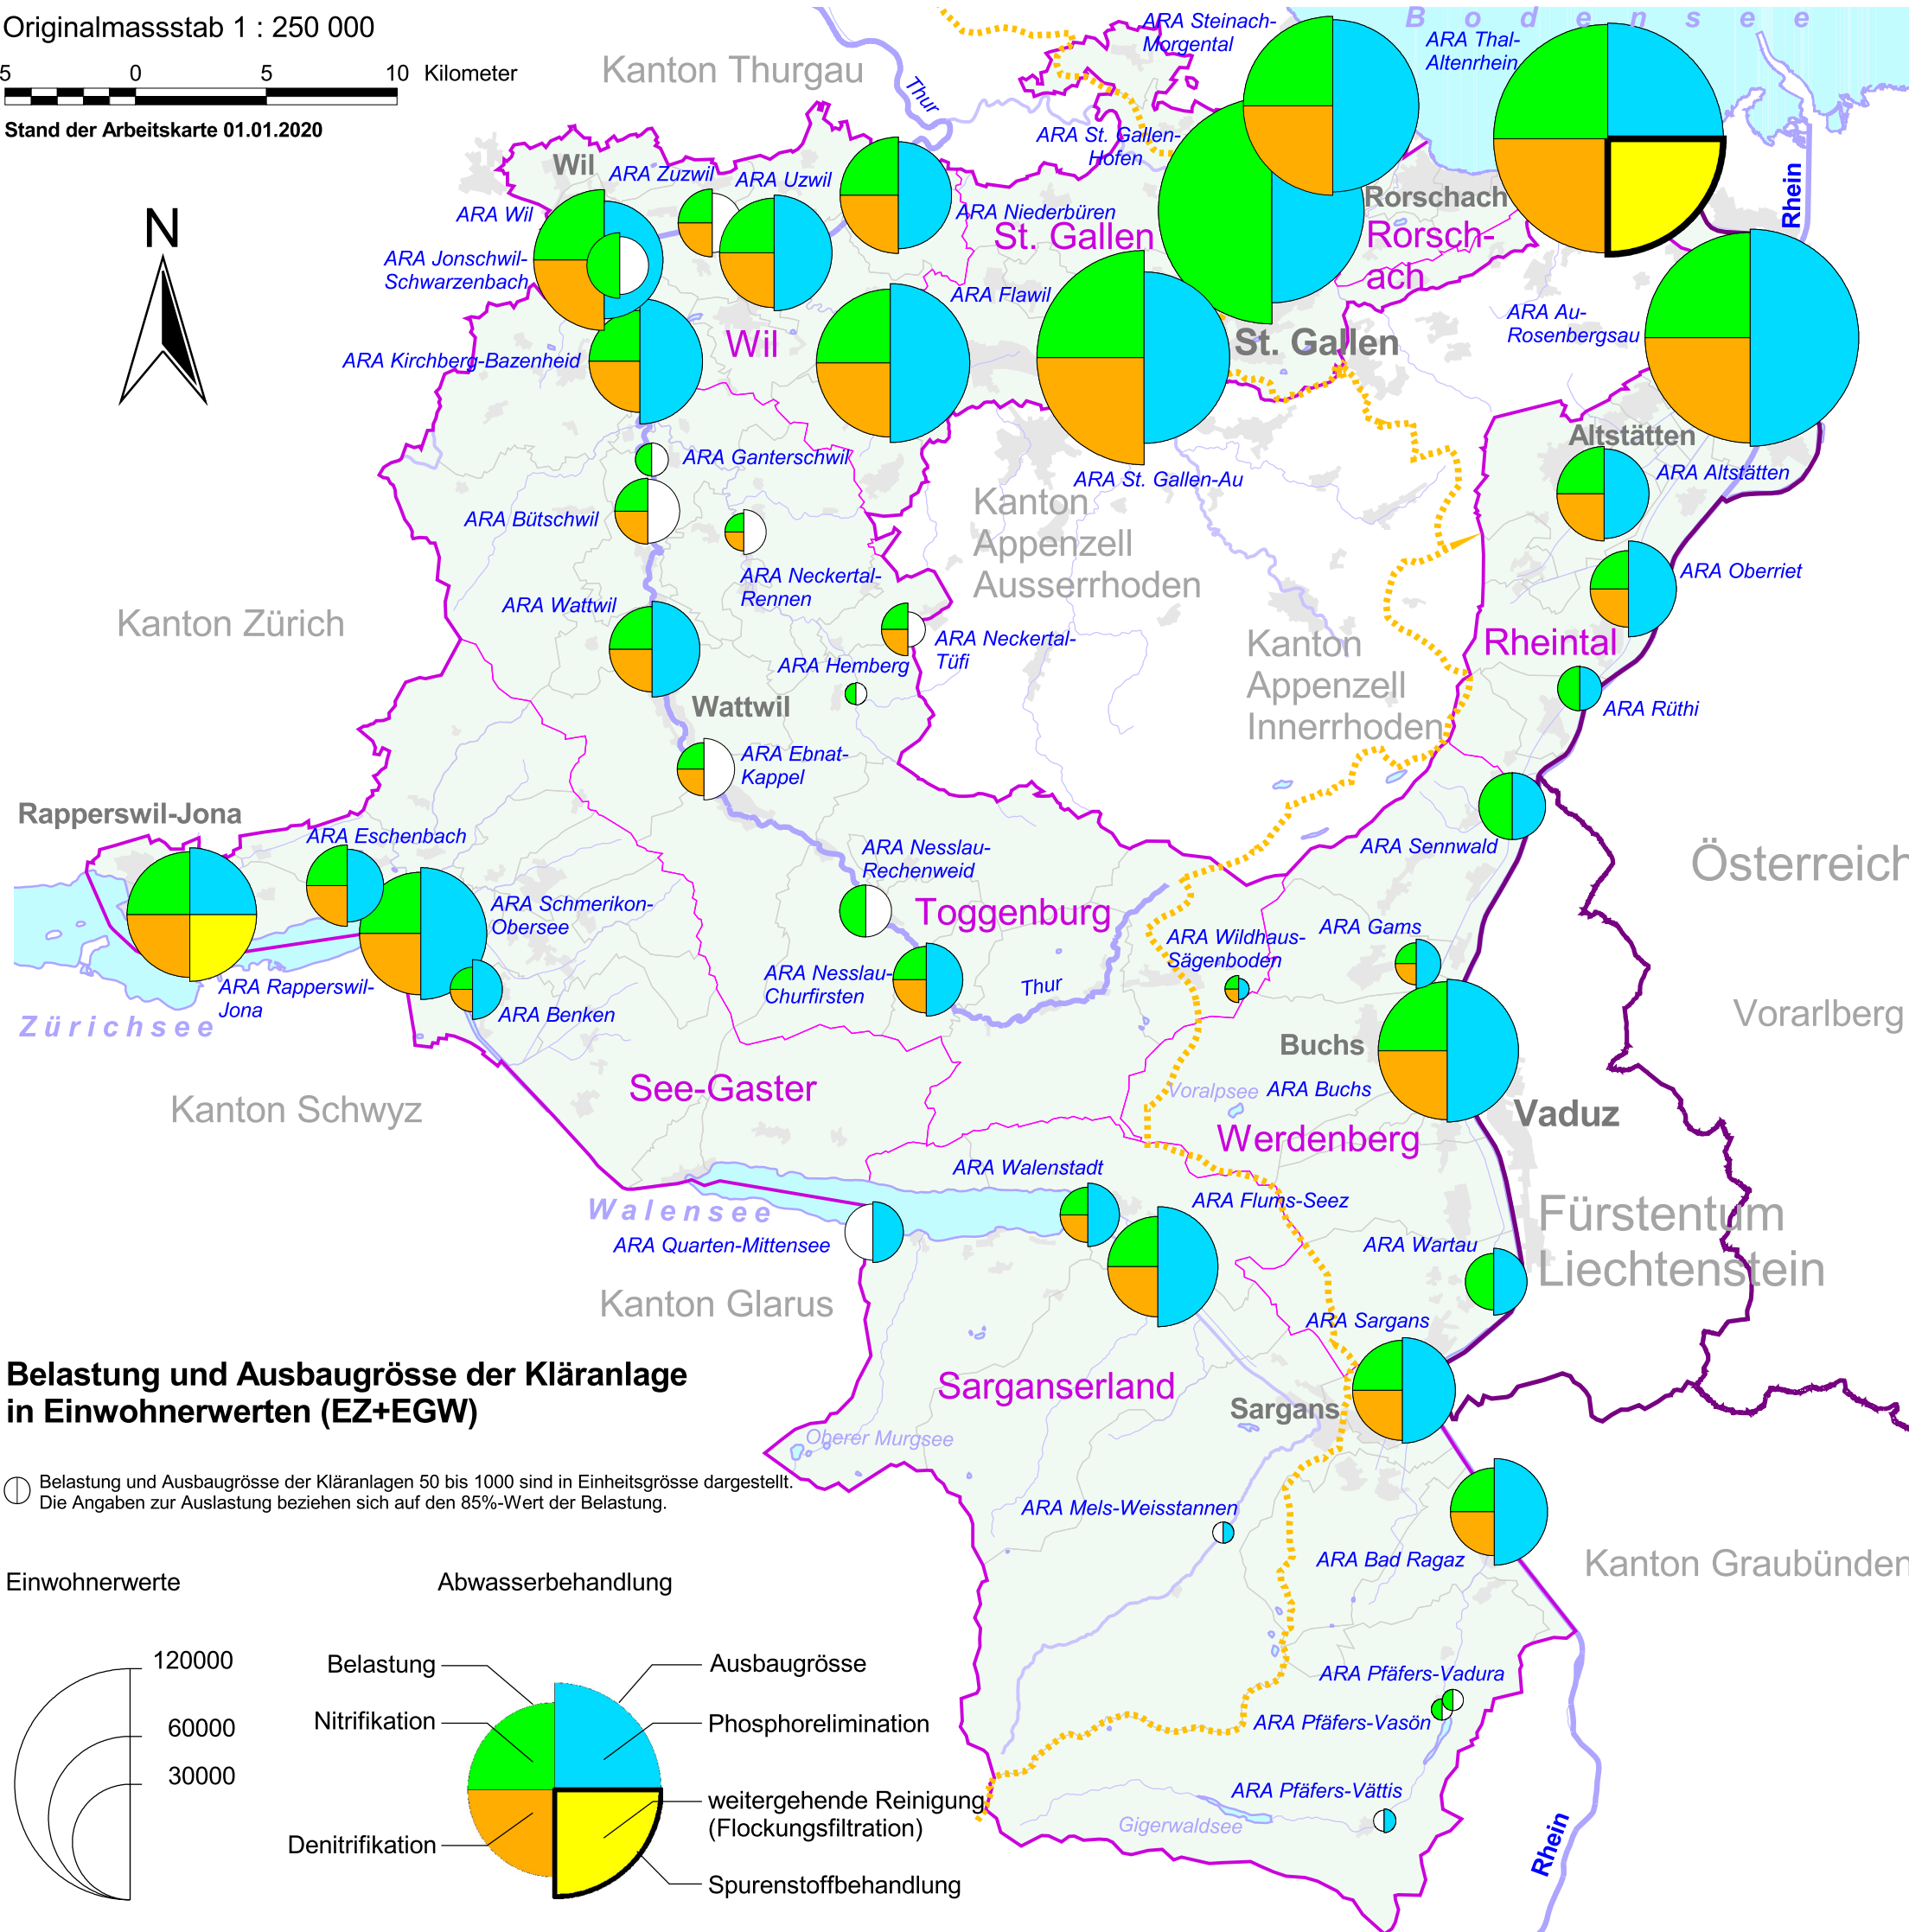 Originalmassstab 1 : 250 000
5 0 5 10 Kilometer
Stand der Arbeitskarte 01.01.2020
N
Kanton Thurgau
Thur
B o d e n s e e
ARA Steinach-
Morgental
ARA Thal-
Altenrhein
ARA St. Gallen-
Hofen
Rhein
Wil
ARA Zuzwil
ARA Uzwil
ARA Wil
ARA Niederbüren
St. Gallen
Rorschach
Rorsch-
ach
ARA Jonschwil-
Schwarzenbach
ARA Flawil
ARA Au-
Rosenbergsau
Wil
St. Gallen
ARA Kirchberg-Bazenheid
Altstätten
ARA Ganterschwil
ARA Altstätten
ARA St. Gallen-Au
ARA Bütschwil
Kanton
Appenzell
Ausserrhoden
ARA Neckertal-
Rennen
ARA Oberriet
ARA Wattwil
Kanton Zürich
ARA Neckertal-
Tüfi
ARA Hemberg
Kanton
Appenzell
Innerrhoden
Rheintal
ARA Rüthi
Wattwil
ARA Ebnat-
Kappel
Rapperswil-Jona
ARA Eschenbach
ARA Nesslau-
Rechenweid
ARA Sennwald
Österreich
ARA Schmerikon-
Obersee
Toggenburg
ARA Wildhaus-
Sägenboden
ARA Gams
ARA Rapperswil-
Jona
ARA Nesslau-
Churfirsten
Thur
ARA Benken
Zürichsee
Vorarlberg
Buchs
See-Gaster
Voralpsee
ARA Buchs
Kanton Schwyz
Vaduz
Werdenberg
ARA Walenstadt
ARA Flums-Seez
Walensee
ARA Quarten-Mittensee
Fürstentum
Liechtenstein
ARA Wartau
Kanton Glarus
ARA Sargans
Sarganserland
Sargans
Oberer Murgsee
Belastung und Ausbaugrösse der Kläranlage
in Einwohnerwerten (EZ+EGW)
Belastung und Ausbaugrösse der Kläranlagen 50 bis 1000 sind in Einheitsgrösse dargestellt.
Die Angaben zur Auslastung beziehen sich auf den 85%-Wert der Belastung.
ARA Mels-Weisstannen
ARA Bad Ragaz
Kanton Graubünden
Einwohnerwerte
Abwasserbehandlung
120000
60000
30000
Belastung
Ausbaugrösse
Nitrifikation
Phosphorelimination
weitergehende Reinigung
(Flockungsfiltration)
Denitrifikation
Spurenstoffbehandlung
ARA Pfäfers-Vadura
ARA Pfäfers-Vasön
ARA Pfäfers-Vättis
Gigerwaldsee
Rhein